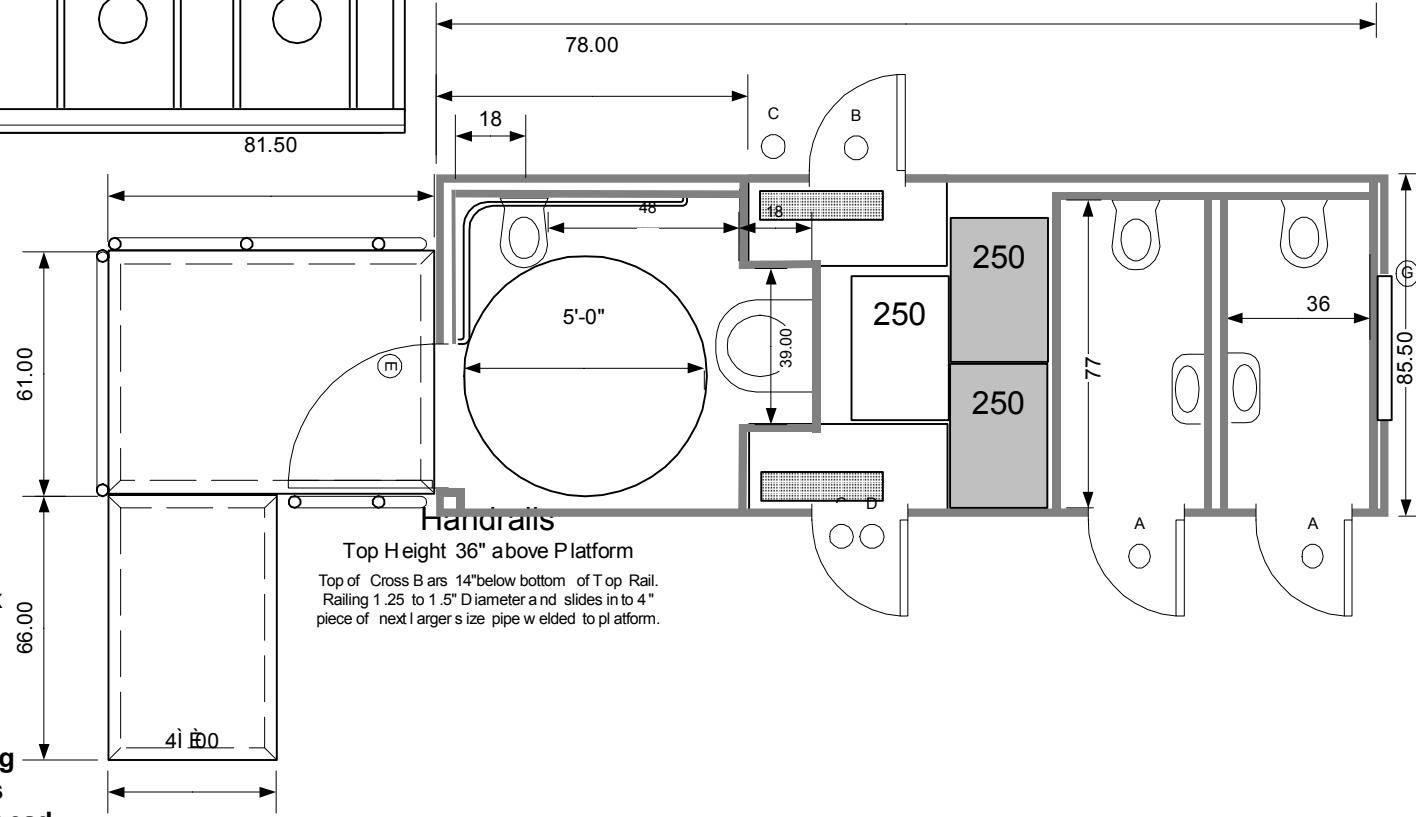 78.00
18
C
B
81.50
48
18
250
250
5'-0"
250
39.00
36
G
61.00
E
77
85.50
D
Handrails
A
A
Top Height 36" above Platform
Top of Cross Bars 14"below bottom of Top Rail.
Railing 1.25 to 1.5" Diameter and slides in to 4"
piece of next larger size pipe welded to platform.
66.00